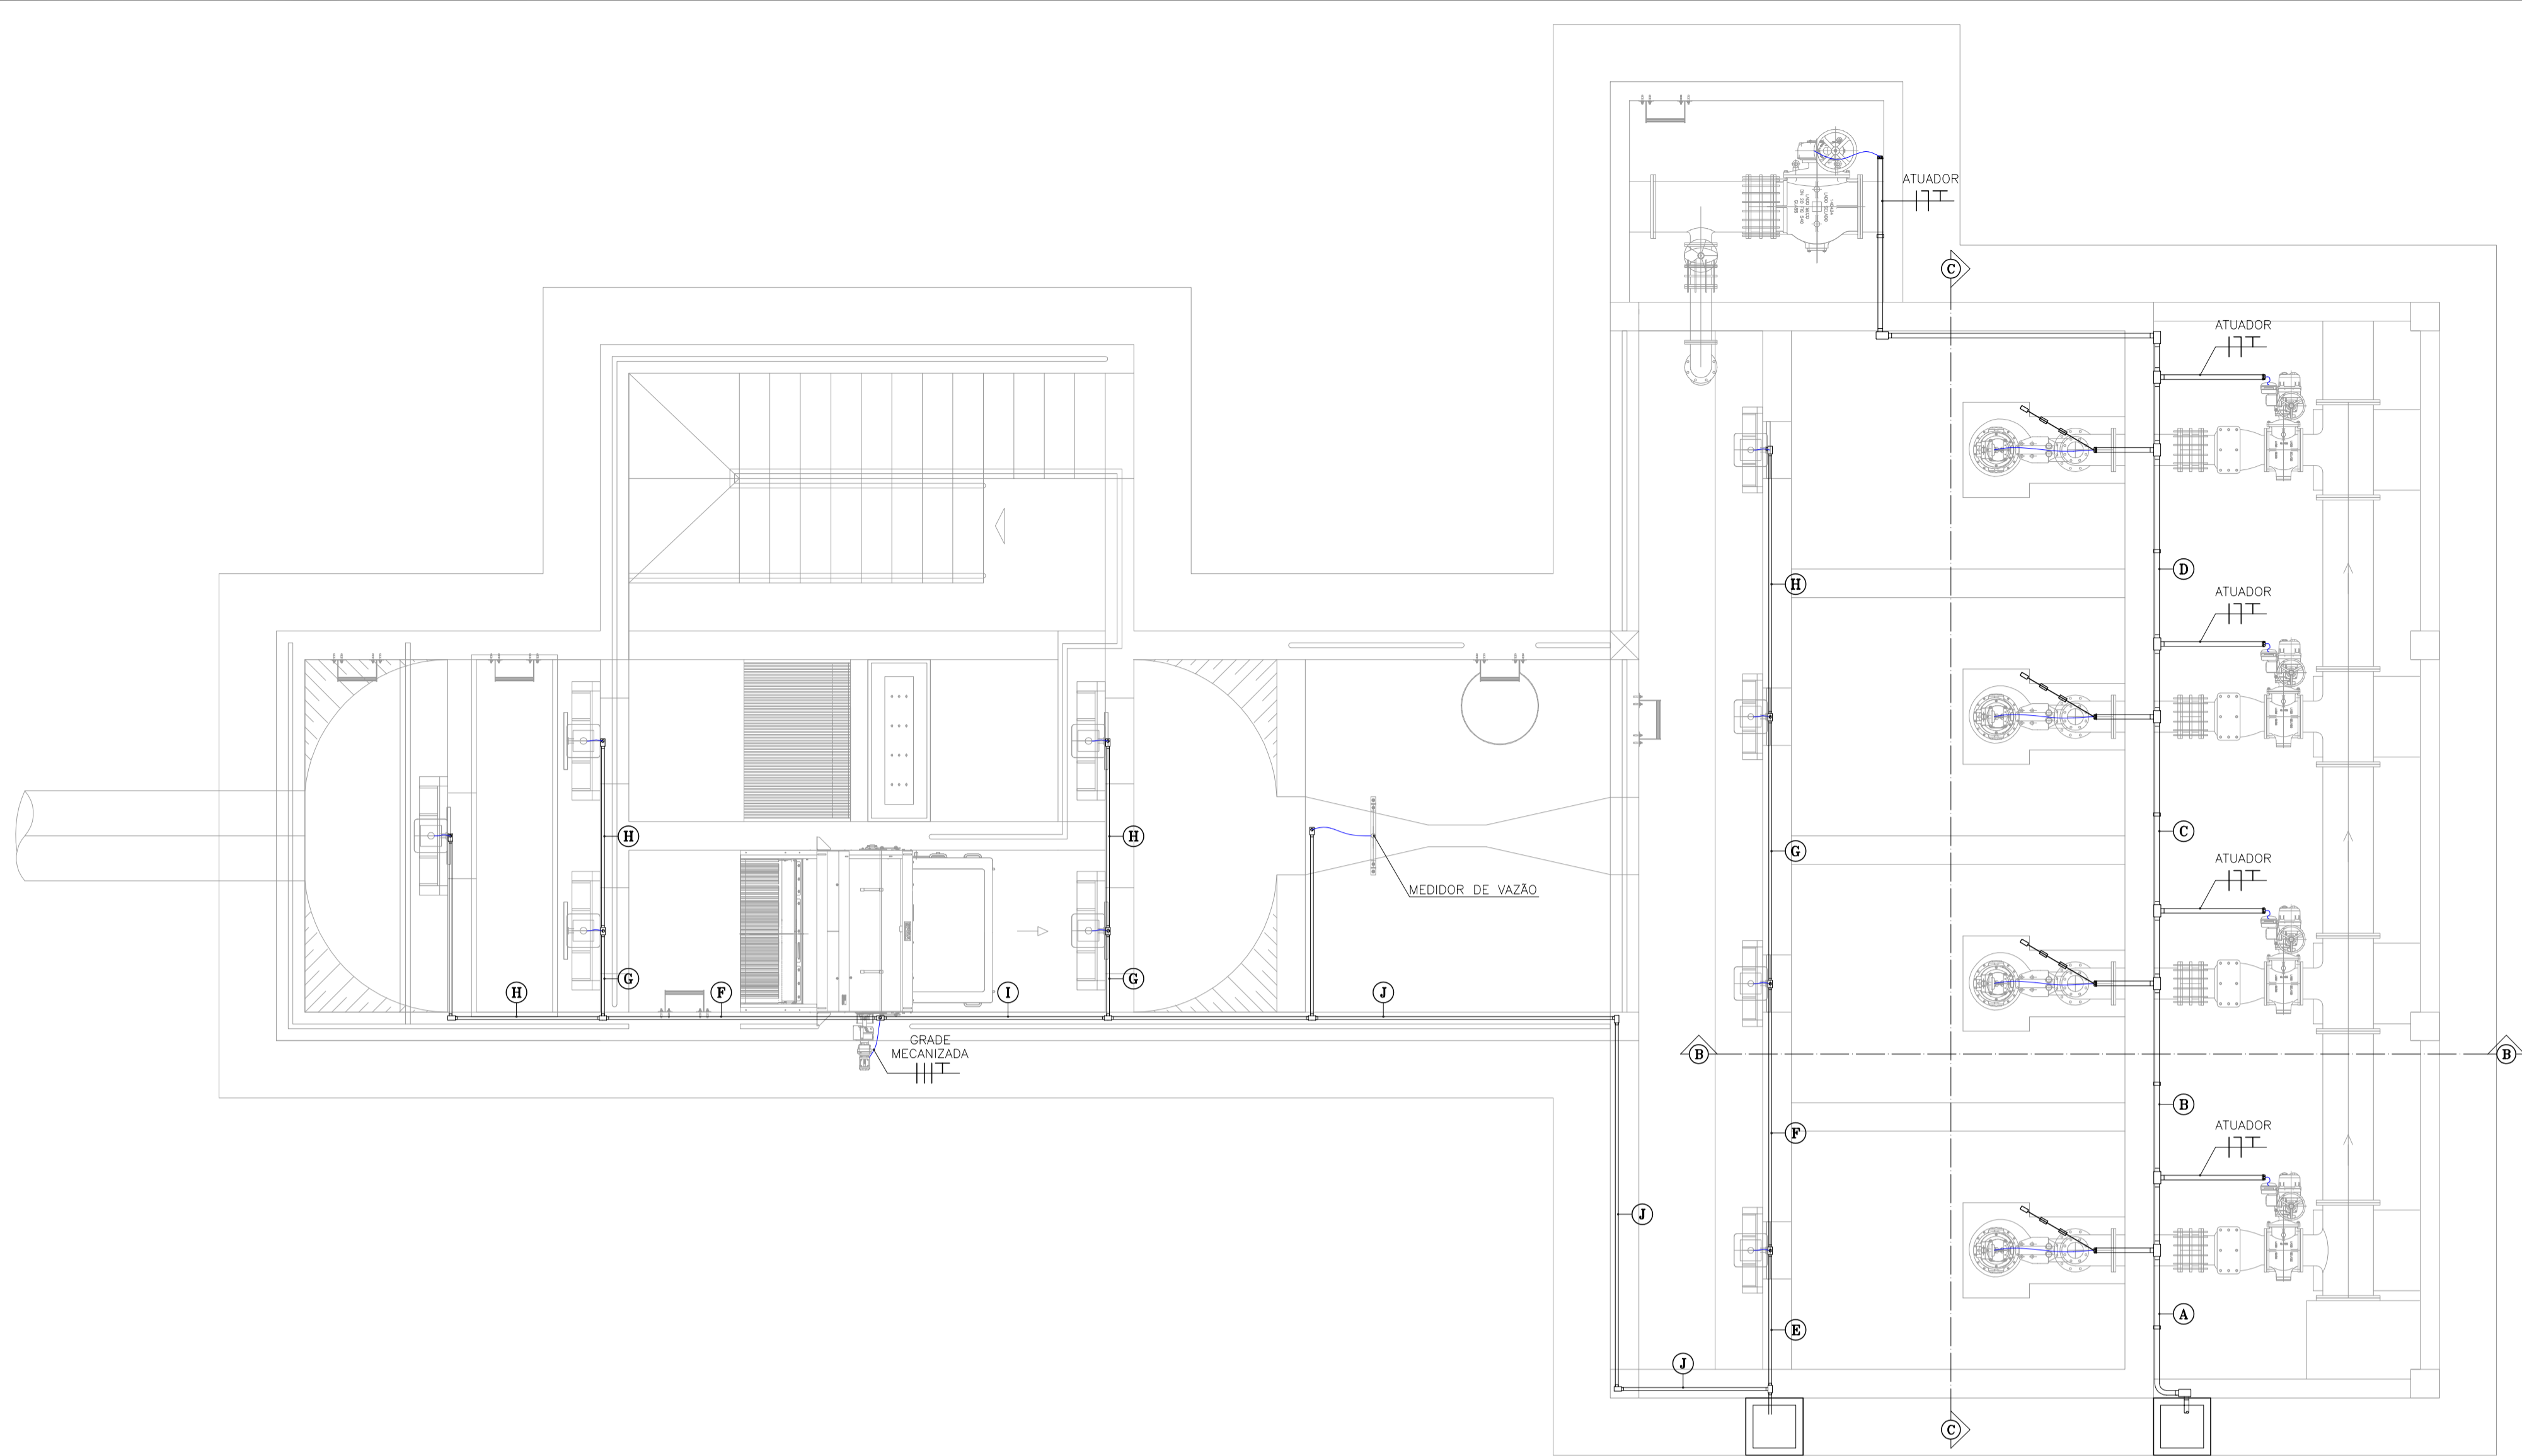 ATUADOR
C
ATUADOR
ATUADOR
ATUADOR
ATUADOR
D
C
B
A
H
G
F
E
H
H
G
G
H
F
I
J
J
J
MEDIDOR DE VAZÃO
GRADE
MECANIZADA
B
B
C